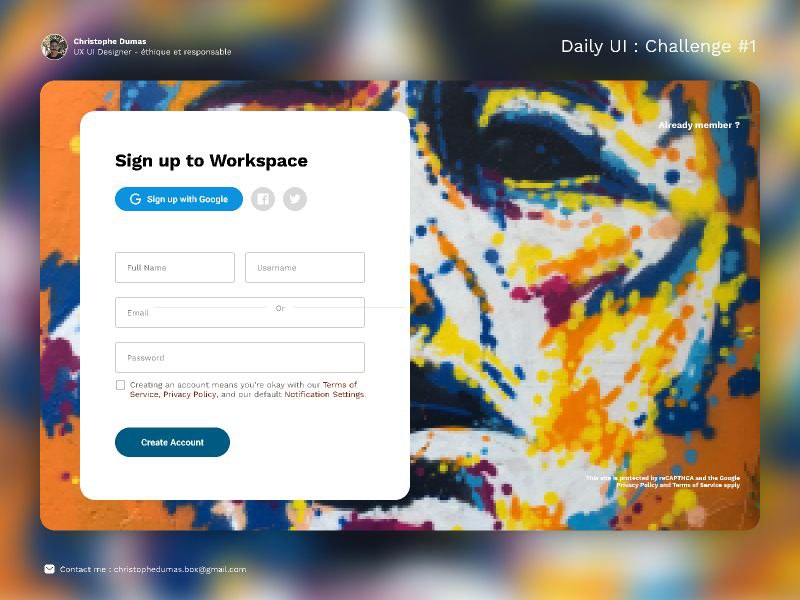 Christophe Dumas
UX UI Designer - éthique et responsable
Daily UI : Challenge #1
Already member ?
Sign up to Workspace
Sign up with Google
Full Name
Username
Or
Email
Password
Creating an account means you're okay with our Terms of
Service, Privacy Policy, and our default Notification Settings.
Create Account
This site is protected by reCAPTHCA and the Google
Privacy Policy and Terms of Service apply
Contact me : christophedumas.box@gmail.com